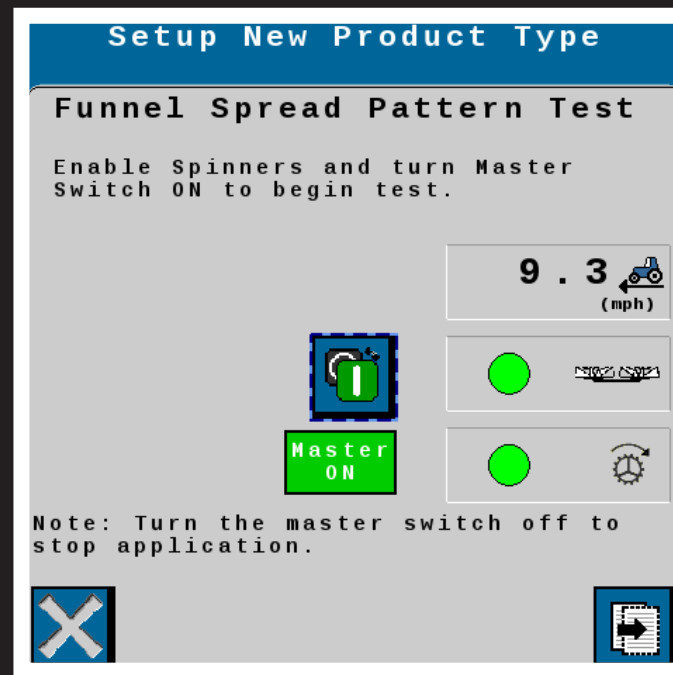 Setup New Product Type
Funnel Spread Pattern Test
Enable Spinners and turn Master
Switch ON to begin test.
9.3
(mph)
Master
ON
Note: Turn the master switch off to
stop application.